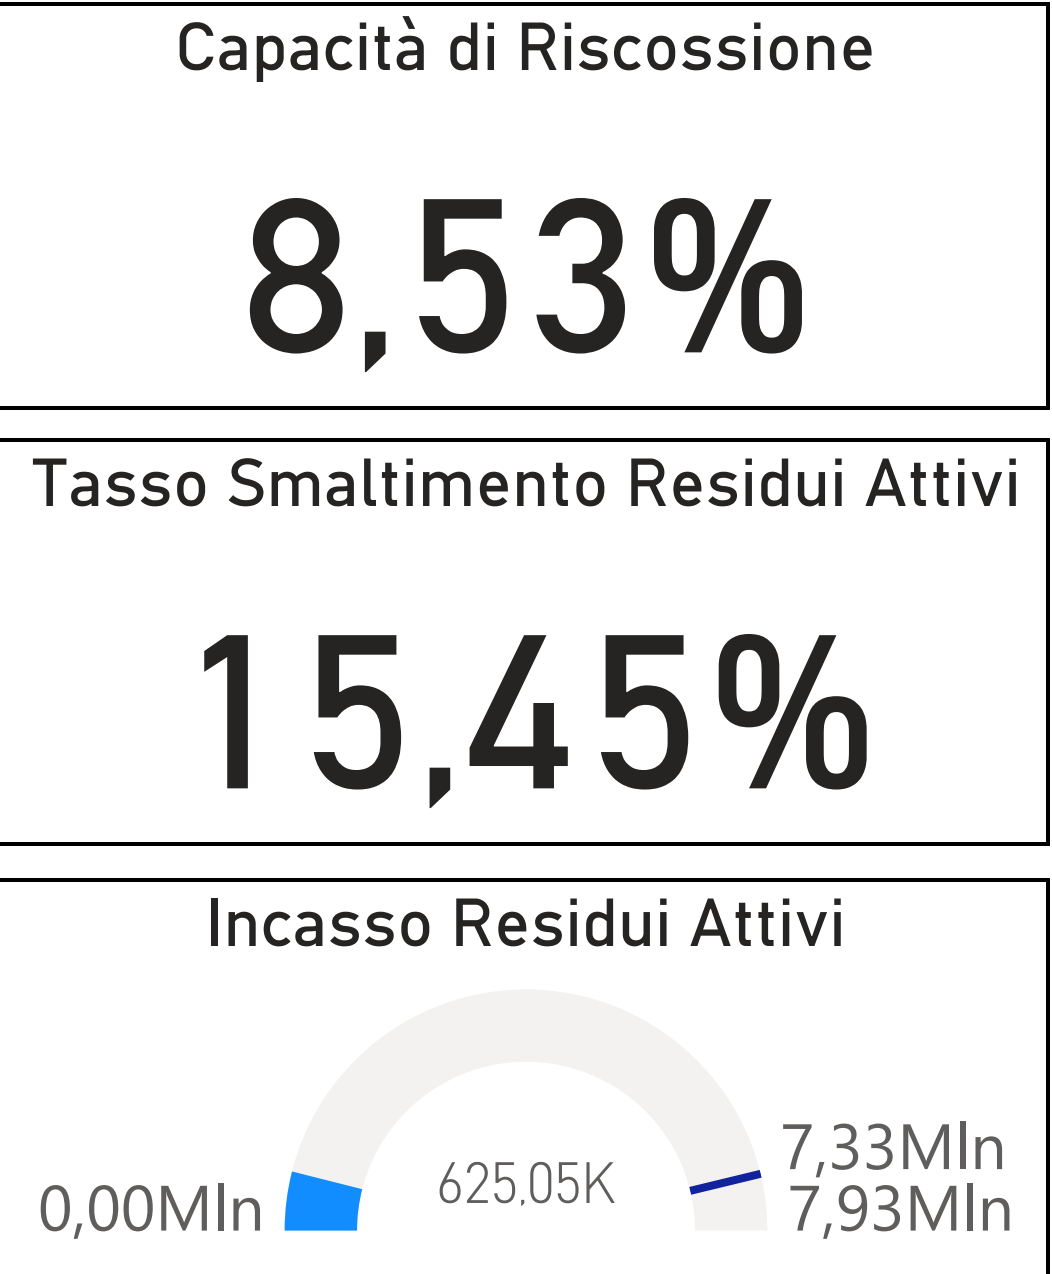 Capacità di Riscossione
8,53%
Tasso Smaltimento Residui Attivi
15,45%
Incasso Residui Attivi
7,33Mln
0,00Mln
625,05K
7,93Mln